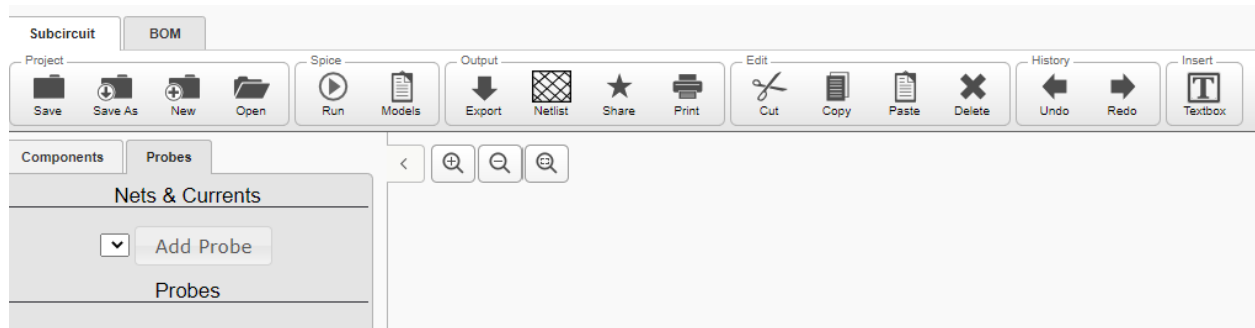 Subcircuit BOM
Project Spice Output Edit History Insert
Save Save As New Open Run Models Export Netlist Share Print Cut Copy Paste Delete Undo Redo Textbox
Components Probes
Nets & Currents
Add Probe
Probes